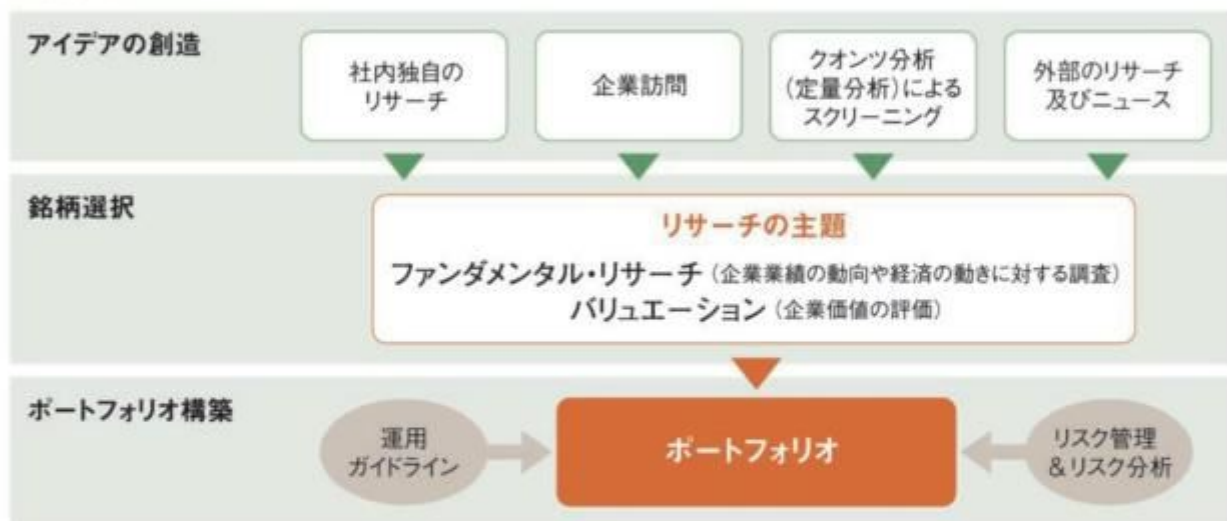 アイデアの創造
社内独自の
リサーチ
企業訪問
クオンツ分析
(定量分析)による
スクリーニング
外部のリサーチ
及びニュース
銘柄選択
リサーチの主題
ファンダメンタル・リサーチ(企業業績の動向や経済の動きに対する調査)
バリュエーション(企業価値の評価)
ポートフォリオ構築
運用
ガイドライン
ポートフォリオ
リスク管理
&リスク分析